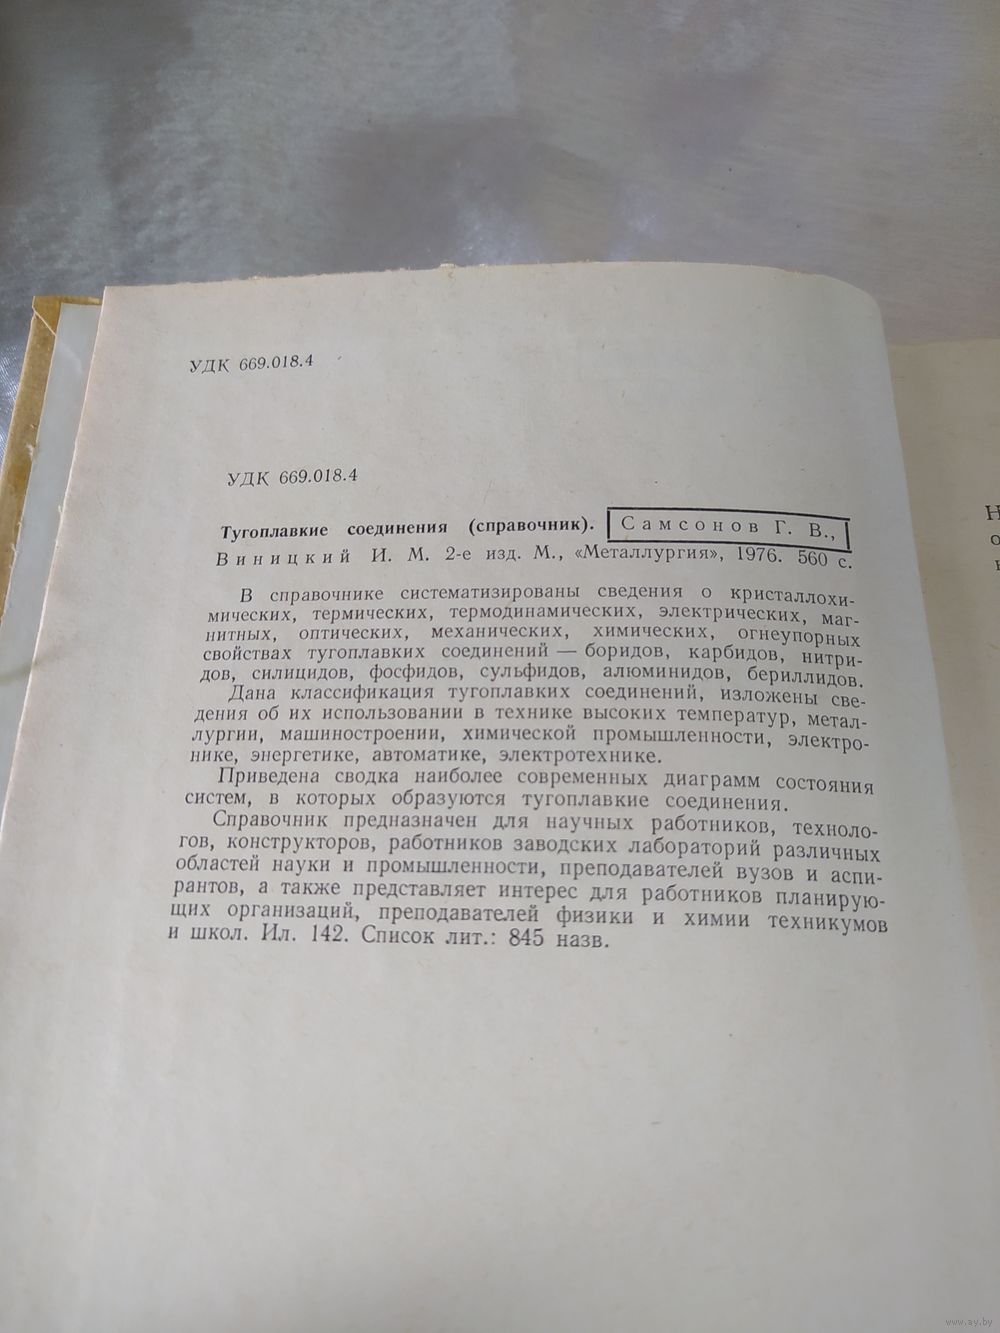 УДК 669.018.4
УДК 669.018.4
Тугоплавкие соединения (справочник). Самсонов Г. В.,
Виницкий И. М. 2-е изд. М., «Металлургия», 1976. 560 с.
В справочнике систематизированы сведения о кристаллохи-
мических, термических, термодинамических, электрических, маг-
нитных, оптических, механических, химических, огнеупорных
свойствах тугоплавких соединений — боридов, карбидов, нитри-
дов, силицидов, фосфидов, сульфидов, алюминидов, бериллидов.
Дана классификация тугоплавких соединений, изложены све-
дения об их использовании в технике высоких температур, метал-
лургии, машиностроении, химической промышленности, электро-
нике, энергетике, автоматике, электротехнике.
Приведена сводка наиболее современных диаграмм состояния
систем, в которых образуются тугоплавкие соединения.
Справочник предназначен для научных работников, техноло-
гов, конструкторов, работников заводских лабораторий различных
областей науки и промышленности, преподавателей вузов и аспи-
рантов, а также представляет интерес для работников планирую-
щих организаций, преподавателей физики и химии техникумов
и школ. Ил. 142. Список лит.: 845 назв.
www.ay.by